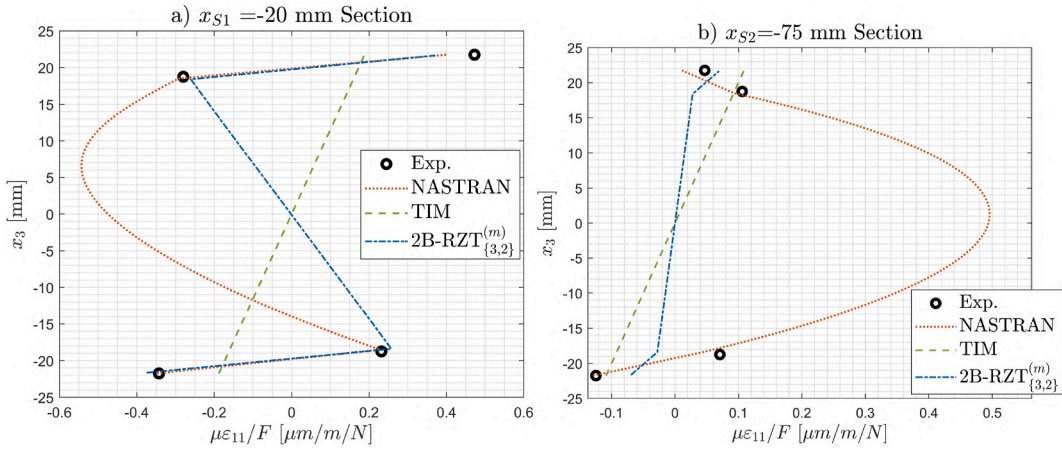 a) x_{S1} =-20 mm Section
25
20
15
10
5
0
-5
-10
-15
-20
-25
x_3 [mm]
-0.6
-0.4
-0.2
0
0.2
0.4
0.6
με_{11}/F [μm/m/N]
Exp.
NASTRAN
TIM
2B-RZT^{(m)}_{\{3,2\}}
b) x_{S2}=-75 mm Section
25
20
15
10
5
0
-5
-10
-15
-20
-25
x_3 [mm]
-0.1
0
0.1
0.2
0.3
0.4
0.5
με_{11}/F [μm/m/N]
Exp.
NASTRAN
TIM
2B-RZT^{(m)}_{\{3,2\}}